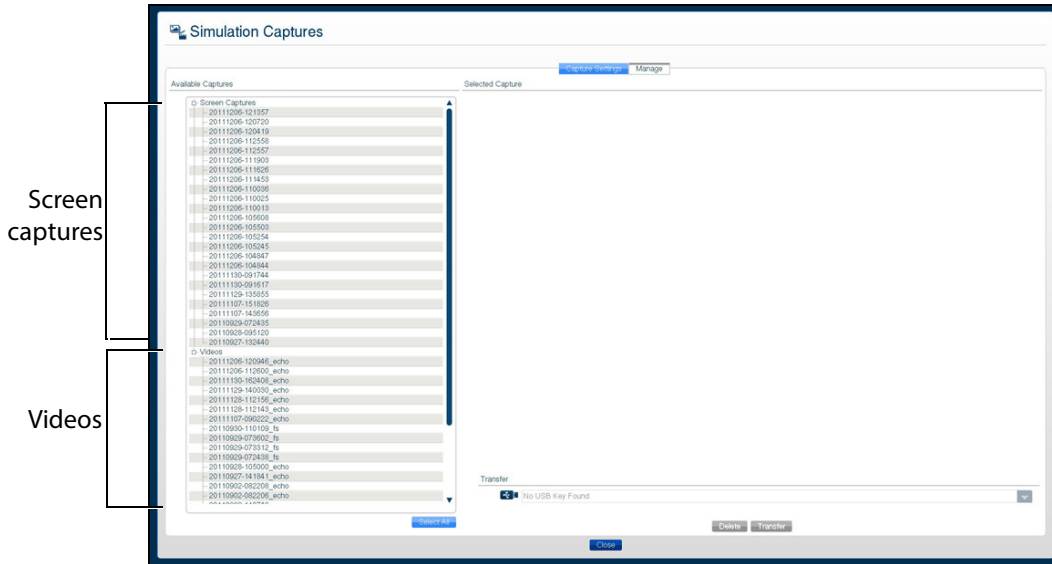 Simulation Captures
Capture Settings Manage
Available Captures
Selected Capture
Screen Captures
20111206-121357
20111206-120720
20111206-120419
20111206-112558
20111206-112557
20111206-111903
20111206-111626
20111206-111453
20111206-110036
20111206-110025
20111206-110013
20111206-105608
20111206-105503
20111206-105254
20111206-105245
20111206-104847
20111206-104844
20111130-091744
20111130-091617
20111129-135855
20111107-151826
20111107-143656
20110929-072435
20110928-095120
20110927-132440
Videos
20111206-120946_echo
20111206-112600_echo
20111130-162408_echo
20111129-140030_echo
20111128-112156_echo
20111128-112143_echo
20111107-090222_echo
20110930-110109_fs
20110929-073602_fs
20110929-073312_fs
20110929-072438_fs
20110928-105000_echo
20110927-141841_echo
20110902-082208_echo
20110902-082206_echo
Screen
captures
Videos
Select All
Transfer
No USB Key Found
Delete Transfer
Close